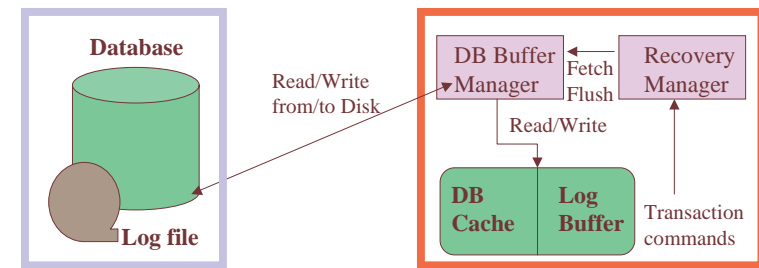 Database
Log file
Read/Write
from/to Disk
DB Buffer
Manager
Fetch
Flush
Recovery
Manager
Read/Write
DB
Cache
Log
Buffer
Transaction
commands